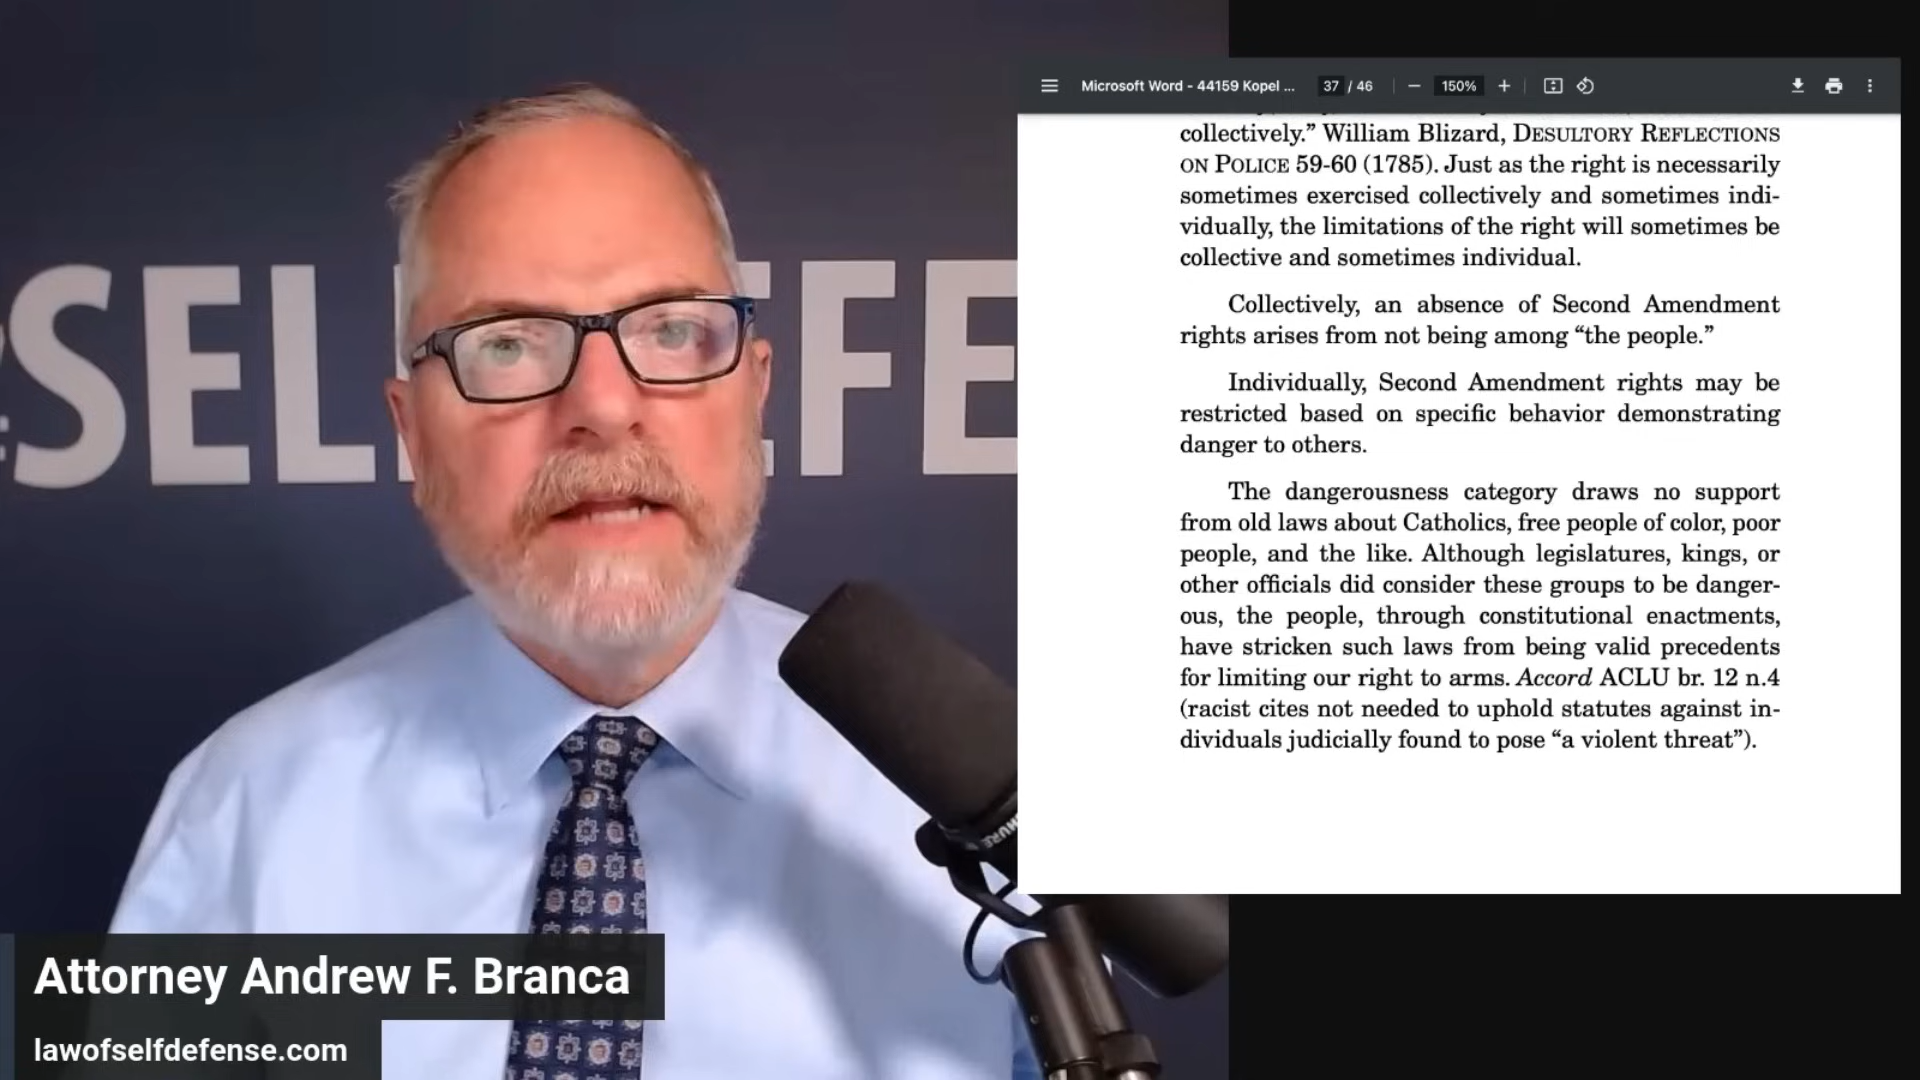 SEL
EFE
Microsoft Word - 44159 Kopel ...
37 / 46
150%
collectively.” William Blizard, DESULTORY REFLECTIONS
ON POLICE 59-60 (1785). Just as the right is necessarily
sometimes exercised collectively and sometimes indi-
vidually, the limitations of the right will sometimes be
collective and sometimes individual.
Collectively, an absence of Second Amendment
rights arises from not being among “the people.”
Individually, Second Amendment rights may be
restricted based on specific behavior demonstrating
danger to others.
The dangerousness category draws no support
from old laws about Catholics, free people of color, poor
people, and the like. Although legislatures, kings, or
other officials did consider these groups to be danger-
ous, the people, through constitutional enactments,
have stricken such laws from being valid precedents
for limiting our right to arms. Accord ACLU br. 12 n.4
(racist cites not needed to uphold statutes against in-
dividuals judicially found to pose “a violent threat”).
HURE
Attorney Andrew F. Branca
lawofselfdefense.com